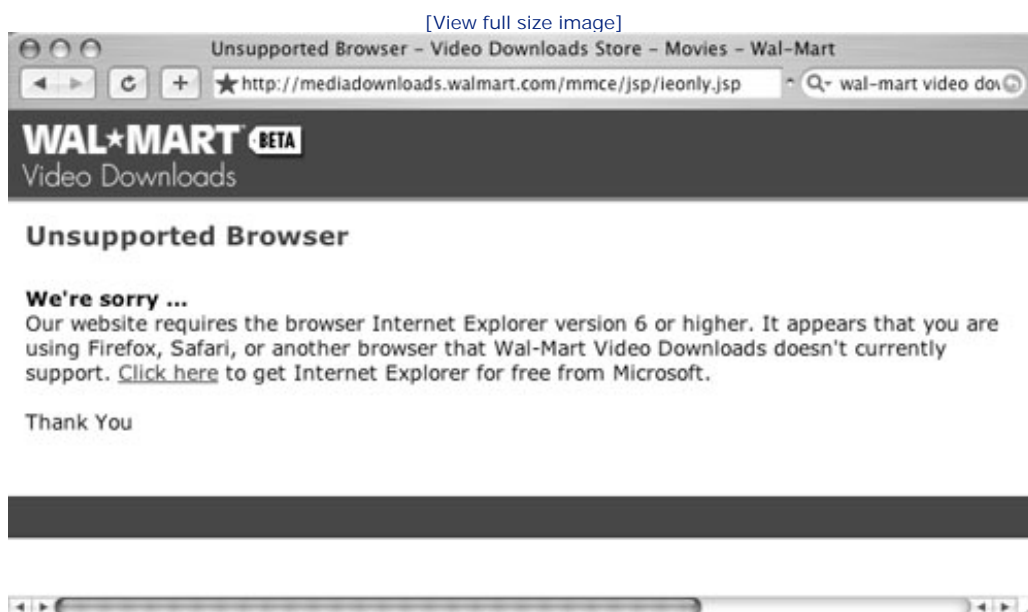 [View full size image]
Unsupported Browser – Video Downloads Store – Movies – Wal-Mart
http://mediadownloads.walmart.com/mmce/jsp/ieonly.jsp
wal-mart video
WAL★MART BETA
Video Downloads
Unsupported Browser
We're sorry ...
Our website requires the browser Internet Explorer version 6 or higher. It appears that you are
using Firefox, Safari, or another browser that Wal-Mart Video Downloads doesn't currently
support. Click here to get Internet Explorer for free from Microsoft.
Thank You